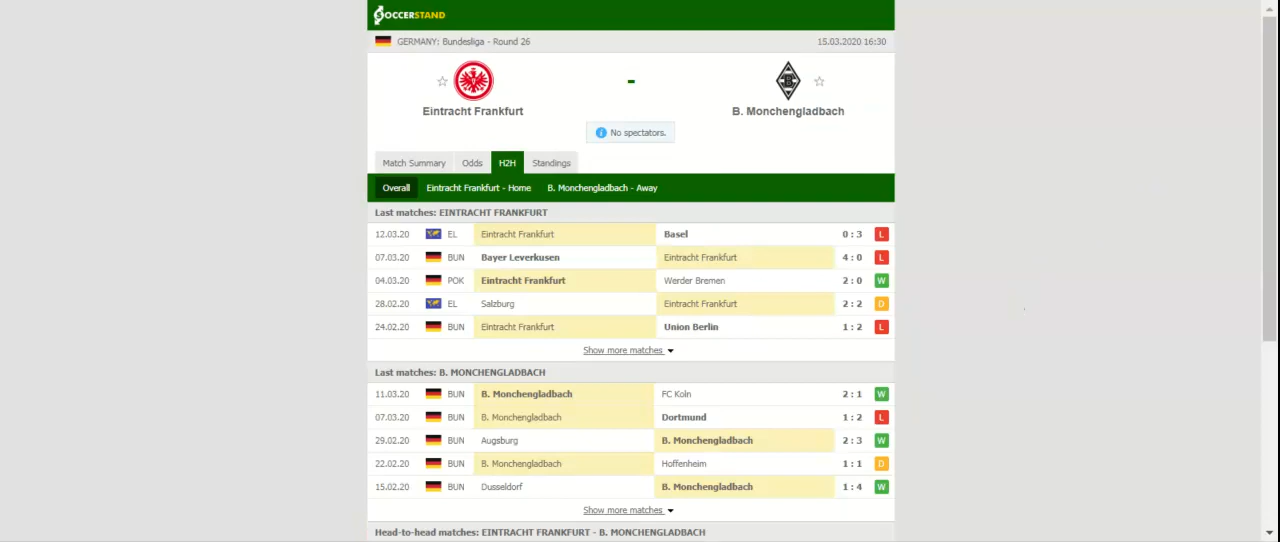 SOCCERSTAND
GERMANY: Bundesliga - Round 26 15.03.2020 16:30
-
Eintracht Frankfurt B. Monchengladbach
No spectators.
Match Summary Odds H2H Standings
Overall Eintracht Frankfurt - Home B. Monchengladbach - Away
Last matches: EINTRACHT FRANKFURT
12.03.20 EL Eintracht Frankfurt Basel 0 : 3 L
07.03.20 BUN Bayer Leverkusen Eintracht Frankfurt 4 : 0 L
04.03.20 POK Eintracht Frankfurt Werder Bremen 2 : 0 W
28.02.20 EL Salzburg Eintracht Frankfurt 2 : 2 D
24.02.20 BUN Eintracht Frankfurt Union Berlin 1 : 2 L
Show more matches
Last matches: B. MONCHENGLADBACH
11.03.20 BUN B. Monchengladbach FC Koln 2 : 1 W
07.03.20 BUN B. Monchengladbach Dortmund 1 : 2 L
29.02.20 BUN Augsburg B. Monchengladbach 2 : 3 W
22.02.20 BUN B. Monchengladbach Hoffenheim 1 : 1 D
15.02.20 BUN Dusseldorf B. Monchengladbach 1 : 4 W
Show more matches
Head-to-head matches: EINTRACHT FRANKFURT - B. MONCHENGLADBACH